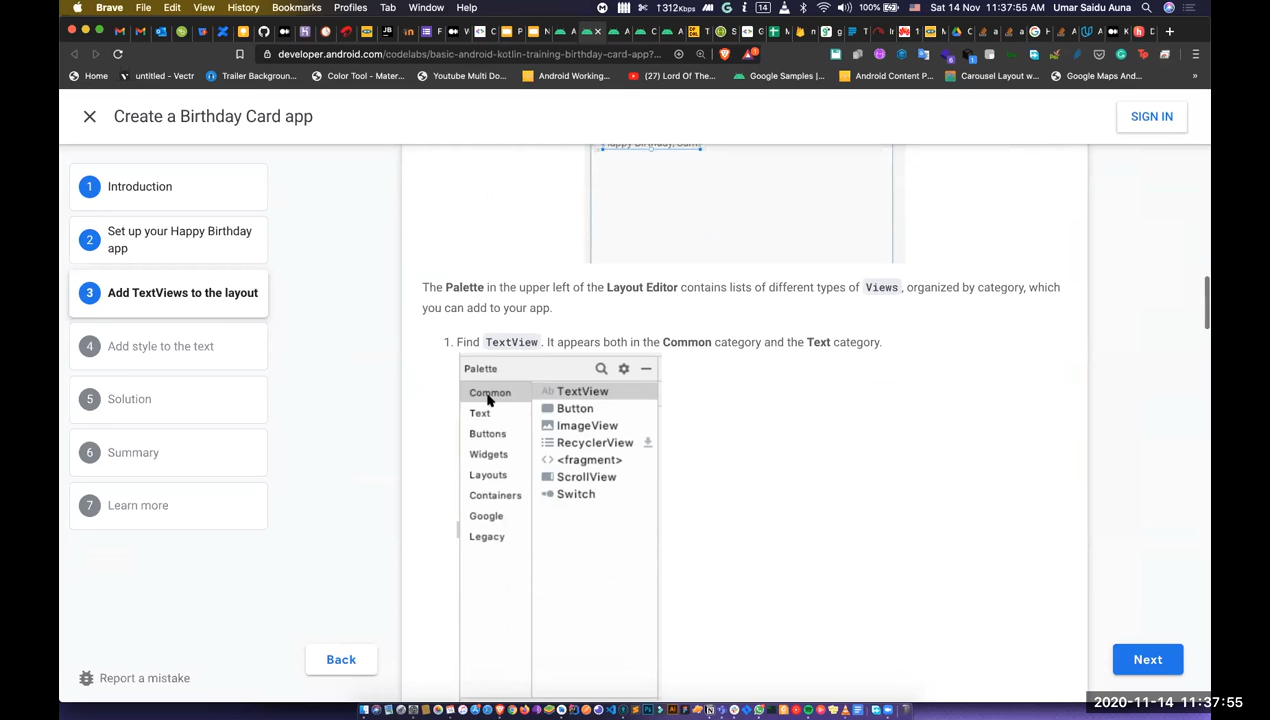 Brave File Edit View History Bookmarks Profiles Tab Window Help 1312Kbps 14 100% Sat 14 Nov 11:37:55 AM Umar Saidu Auna
developer.android.com/codelabs/basic-android-kotlin-training-birthday-card-app?...
Home untitled - Vectr Trailer Backgroun... Color Tool - Mater... Youtube Multi Do... Android Working... (27) Lord Of The... Google Samples |... Android Content P... Carousel Layout w... Google Maps And... »
Create a Birthday Card app
SIGN IN
1 Introduction
2 Set up your Happy Birthday
app
3 Add TextViews to the layout
4 Add style to the text
5 Solution
6 Summary
7 Learn more
The Palette in the upper left of the Layout Editor contains lists of different types of Views, organized by category, which
you can add to your app.
1. Find TextView. It appears both in the Common category and the Text category.
Palette
Common
Text
Buttons
Widgets
Layouts
Containers
Google
Legacy
Ab TextView
Button
ImageView
RecyclerView
<fragment>
ScrollView
Switch
Back
Next
Report a mistake
2020-11-14 11:37:55